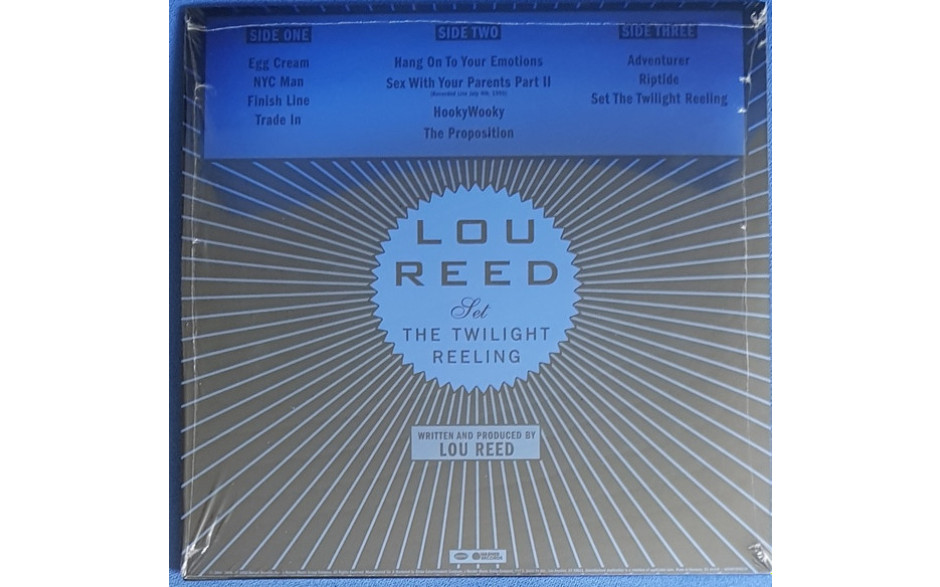 SIDE ONE
Egg Cream
NYC Man
Finish Line
Trade In
SIDE TWO
Hang On To Your Emotions
Sex With Your Parents Part II
HookyWooky
The Proposition
SIDE THREE
Adventurer
Riptide
Set The Twilight Reeling
LOU
REED
Set
THE TWILIGHT
REELING
WRITTEN AND PRODUCED BY
LOU REED